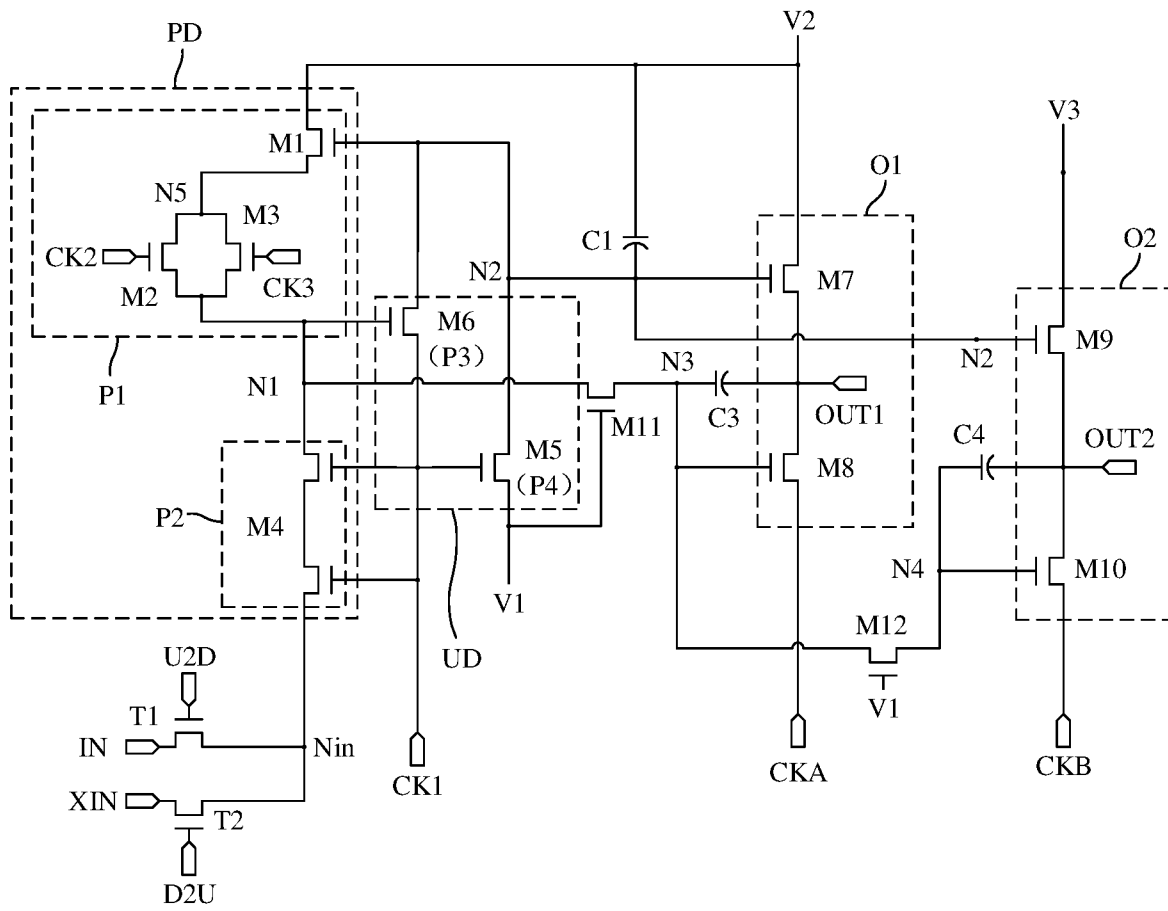 V2
PD
V3
M1
O1
N5
M3
C1
O2
CK2
N2
M7
M2
CK3
M6
M9
(P3)
N2
P1
N3
N1
C3
OUT1
M11
C4
OUT2
M5
M8
(P4)
P2
M4
N4
M10
V1
M12
U2D
UD
V1
T1
IN
Nin
CK1
CKA
CKB
XIN
T2
D2U